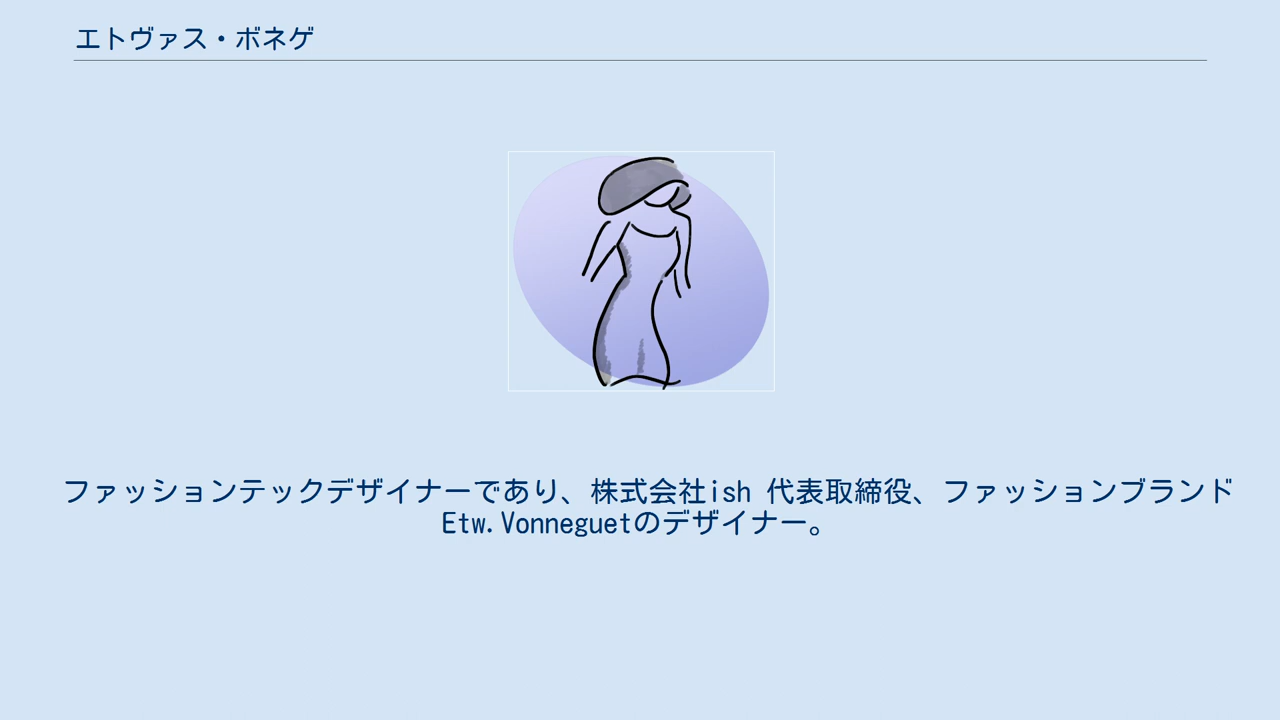 エトヴァス・ボネゲ
ファッションテックデザイナーであり、株式会社ish 代表取締役、ファッションブランド
Etw.Vonneguetのデザイナー。